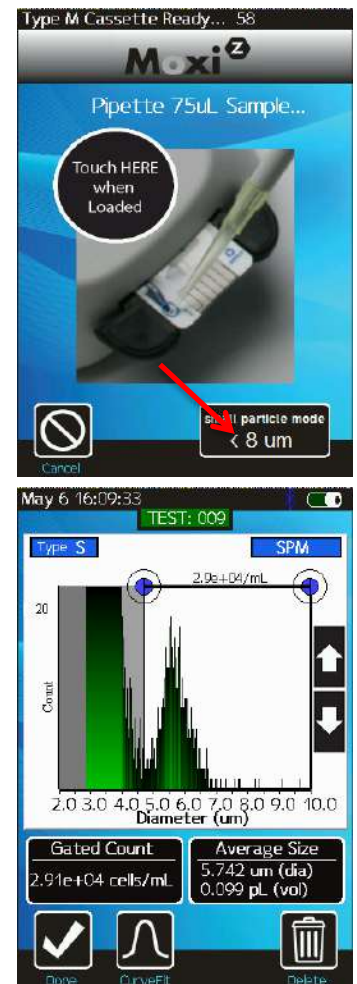 Type M Cassette Ready... 58
Moxi Z
Pipette 75uL Sample...
Touch HERE
when
Loaded
small particle mode
< 8 um
Cancel
May 6 16:09:33
TEST: 009
Type S
SPM
2.9e+04/mL
20
Count
2.0 3.0 4.0 5.0 6.0 7.0 8.0 9.0 10.0
Diameter (um)
Gated Count
2.91e+04 cells/mL
Average Size
5.742 um (dia)
0.099 pL (vol)
Done
CurveFit
Delete